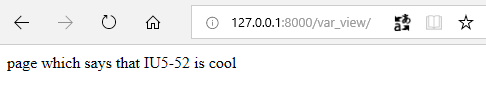 127.0.0.1:8000/var_view/
page which says that IU5-52 is cool